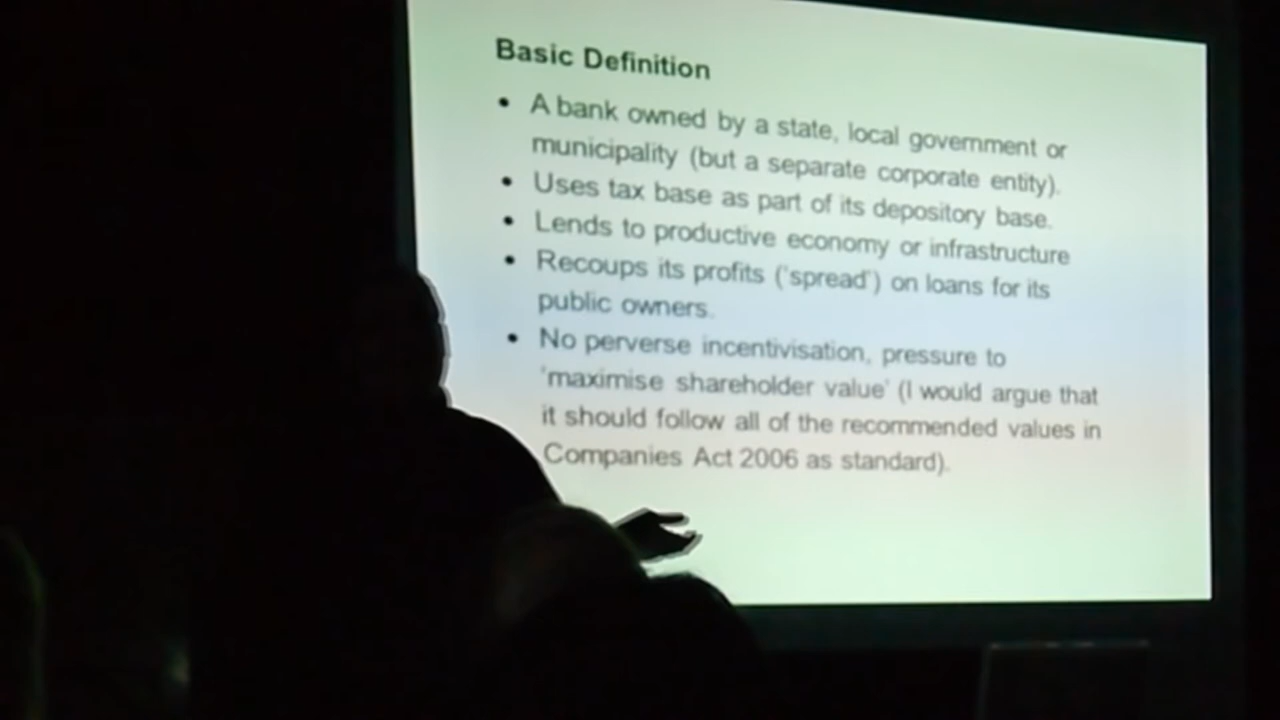 Basic Definition
• A bank owned by a state, local government or
municipality (but a separate corporate entity).
• Uses tax base as part of its depository base.
• Lends to productive economy or infrastructure
• Recoups its profits ('spread') on loans for its
public owners.
• No perverse incentivisation, pressure to
'maximise shareholder value' (I would argue that
it should follow all of the recommended values in
Companies Act 2006 as standard).